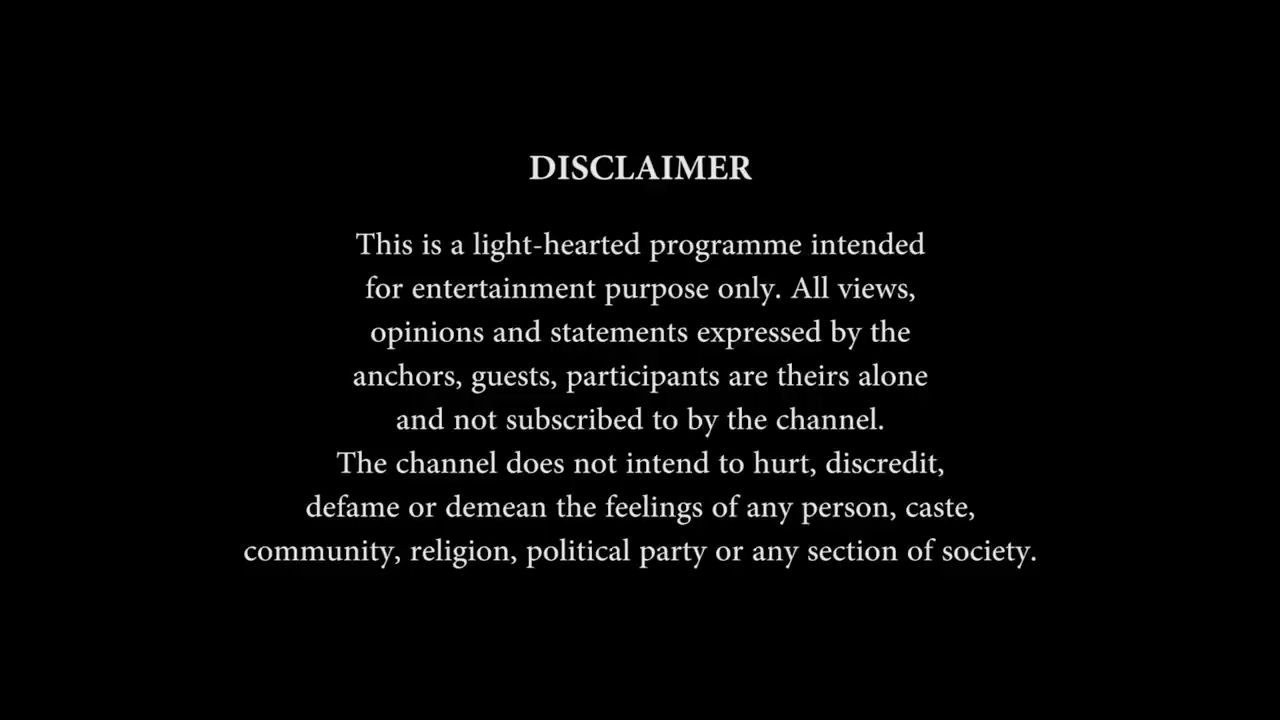 DISCLAIMER
This is a light-hearted programme intended
for entertainment purpose only. All views,
opinions and statements expressed by the
anchors, guests, participants are theirs alone
and not subscribed to by the channel.
The channel does not intend to hurt, discredit,
defame or demean the feelings of any person, caste,
community, religion, political party or any section of society.